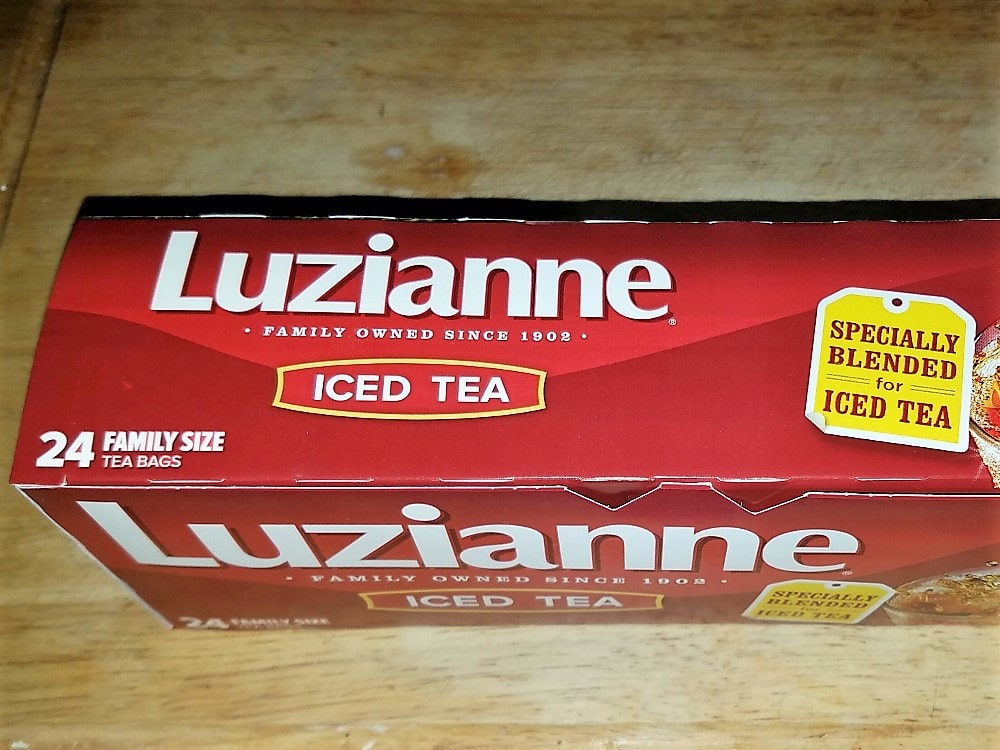 Luzianne®
• FAMILY OWNED SINCE 1902 •
ICED TEA
SPECIALLY
BLENDED
for
ICED TEA
24 FAMILY SIZE
TEA BAGS
Luzianne®
• FAMILY OWNED SINCE 1902 •
ICED TEA
SPECIALLY
BLENDED
ICED TEA
24 FAMILY SIZE